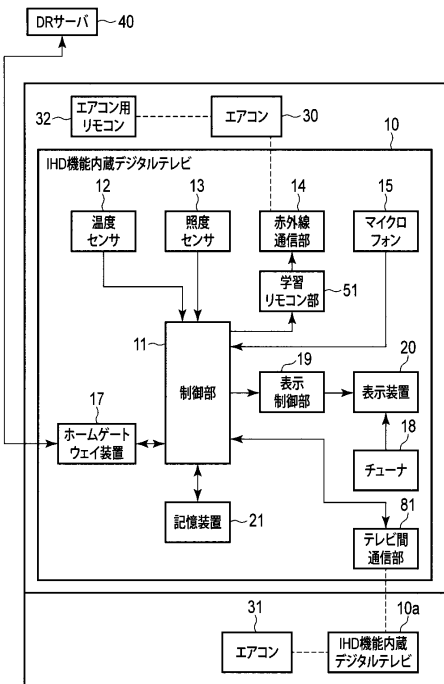 DRサーバ
40
エアコン用
リモコン
32
エアコン
30
10
IHD機能内蔵デジタルテレビ
12
13
14
15
温度
センサ
照度
センサ
赤外線
通信部
マイクロ
フォン
学習
リモコン部
51
11
制御部
19
20
表示
制御部
表示装置
17
ホームゲート
ウェイ装置
18
チューナ
記憶装置
21
81
テレビ間
通信部
31
10a
エアコン
IHD機能内蔵
デジタルテレビ